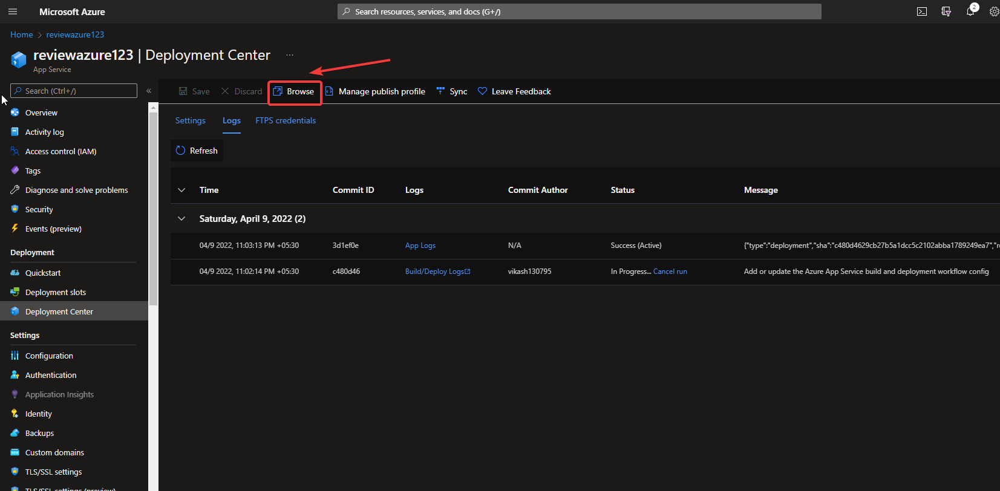 Microsoft Azure
Search resources, services, and docs (G+/)
2
Home > reviewazure123
reviewazure123 | Deployment Center ...
App Service
Search (Ctrl+/)
«
Save
Discard
Browse
Manage publish profile
Sync
Leave Feedback
Overview
Activity log
Access control (IAM)
Tags
Diagnose and solve problems
Security
Events (preview)
Deployment
Quickstart
Deployment slots
Deployment Center
Settings
Configuration
Authentication
Application Insights
Identity
Backups
Custom domains
TLS/SSL settings
TLS/SSL settings (preview)
Settings Logs FTPS credentials
Refresh
Time Commit ID Logs Commit Author Status Message
Saturday, April 9, 2022 (2)
04/9 2022, 11:03:13 PM +05:30 3d1ef0e App Logs N/A Success (Active) {"type":"deployment","sha":"c480d4629cb27b5a1dcc5c2102abba1789249ea7","r
04/9 2022, 11:02:14 PM +05:30 c480d46 Build/Deploy Logs vikash130795 In Progress... Cancel run Add or update the Azure App Service build and deployment workflow config